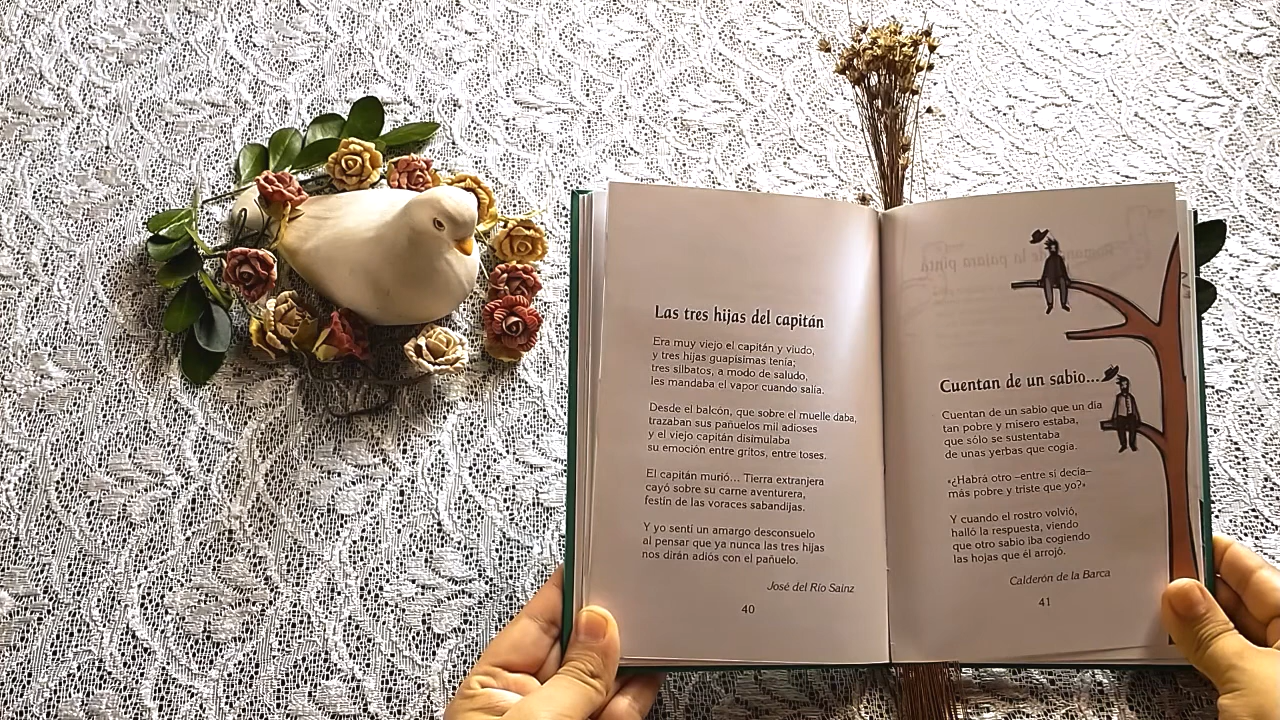 Las tres hijas del capitán
Era muy viejo el capitán y viudo,
y tres hijas guapísimas tenía;
tres silbatos, a modo de saludo,
les mandaba el vapor cuando salía.
Desde el balcón, que sobre el muelle daba,
trazaban sus pañuelos mil adioses
y el viejo capitán disimulaba
su emoción entre gritos, entre toses.
El capitán murió... Tierra extranjera
cayó sobre su carne aventurera,
festín de las voraces sabandijas.
Y yo sentí un amargo desconsuelo
al pensar que ya nunca las tres hijas
nos dirán adiós con el pañuelo.
José del Río Sainz
40
Cuentan de un sabio...
Cuentan de un sabio que un día
tan pobre y mísero estaba,
que sólo se sustentaba
de unas yerbas que cogía.
«¿Habrá otro –entre sí decía–
más pobre y triste que yo?»
Y cuando el rostro volvió,
halló la respuesta, viendo
que otro sabio iba cogiendo
las hojas que él arrojó.
Calderón de la Barca
41